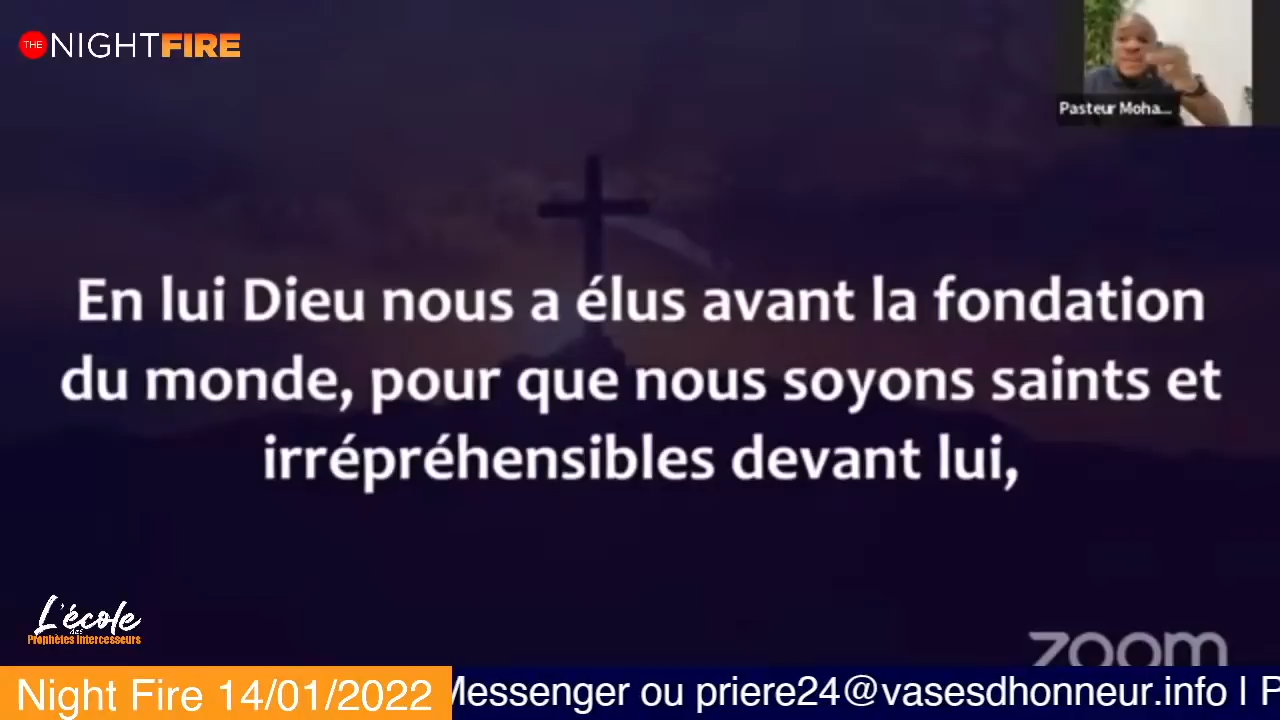 THE NIGHTFIRE
Pasteur Moha...
En lui Dieu nous a élus avant la fondation
du monde, pour que nous soyons saints et
irrépréhensibles devant lui,
L'école
des
Prophètes Intercesseurs
zoom
Night Fire 14/01/2022
Messenger ou priere24@vasesdhonneur.info | P